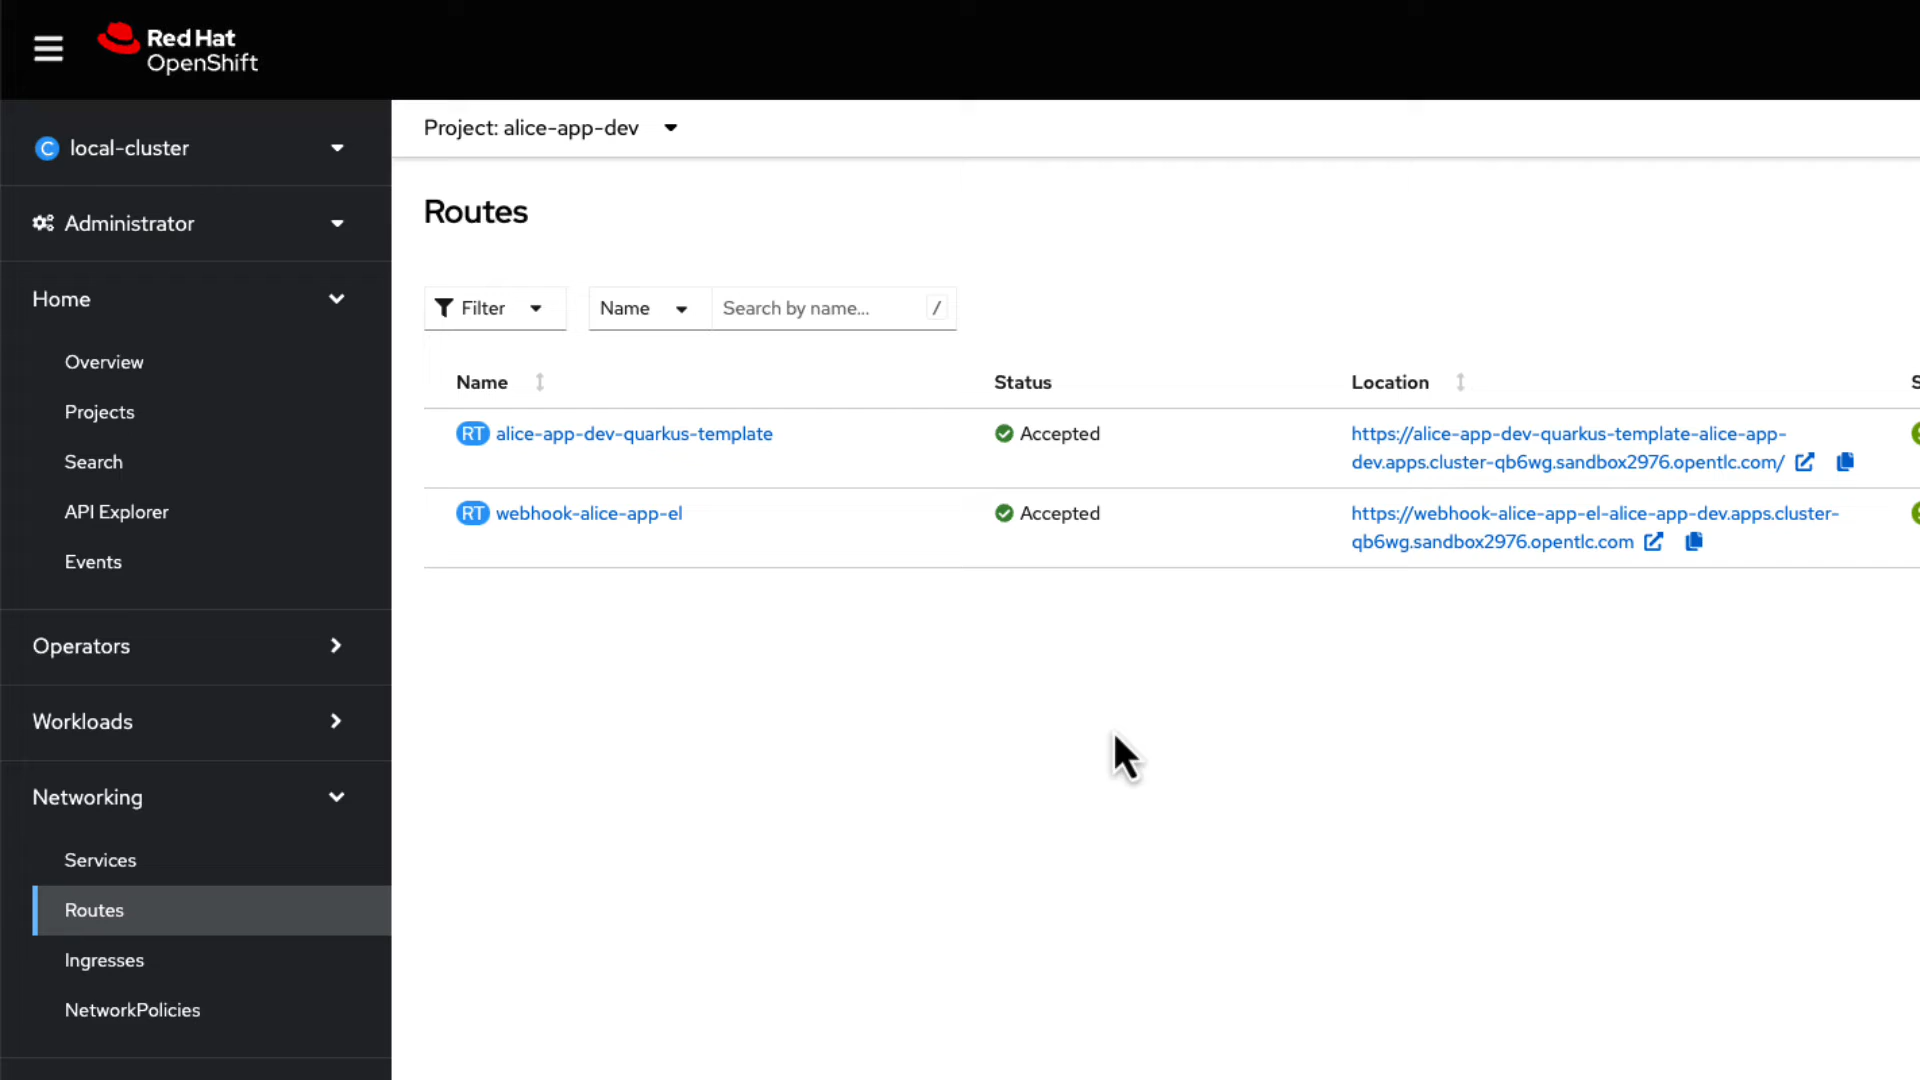 Red Hat
OpenShift
C local-cluster
Administrator
Home
Overview
Projects
Search
API Explorer
Events
Operators
Workloads
Networking
Services
Routes
Ingresses
NetworkPolicies
Project: alice-app-dev
Routes
Filter Name Search by name... /
Name Status Location
RT alice-app-dev-quarkus-template Accepted https://alice-app-dev-quarkus-template-alice-app-
dev.apps.cluster-qb6wg.sandbox2976.opentlc.com/
RT webhook-alice-app-el Accepted https://webhook-alice-app-el-alice-app-dev.apps.cluster-
qb6wg.sandbox2976.opentlc.com